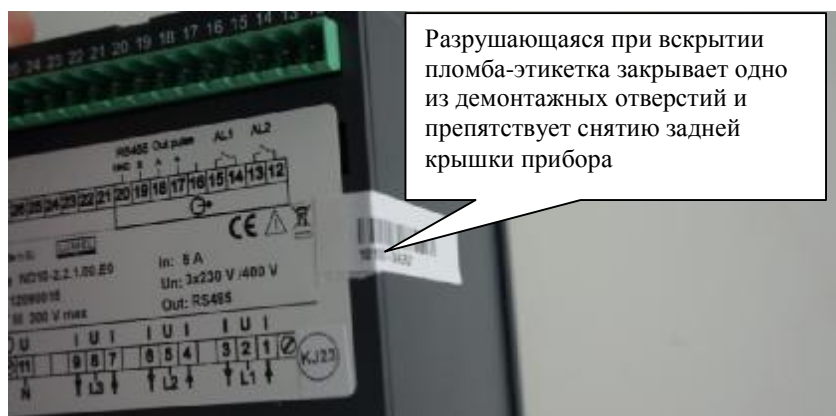 Разрушающаяся при вскрытии
пломба-этикетка закрывает одно
из демонтажных отверстий и
препятствует снятию задней
крышки прибора
24 23 22 21 20 19 18 17 16 15 14 13
RS485 Out pulse AL1 AL2
GND B A
26 25 24 23 22 21 20 19 18 17 16 15 14 13 12
CE
LUMEL
In: 5 A
ND10-2.2.1.00.E0
Un: 3x230 V /400 V
300 V max
Out: RS485
U I U I I U I I U I
11 9 8 7 6 5 4 3 2 1
KJ23
N L3 L2 L1